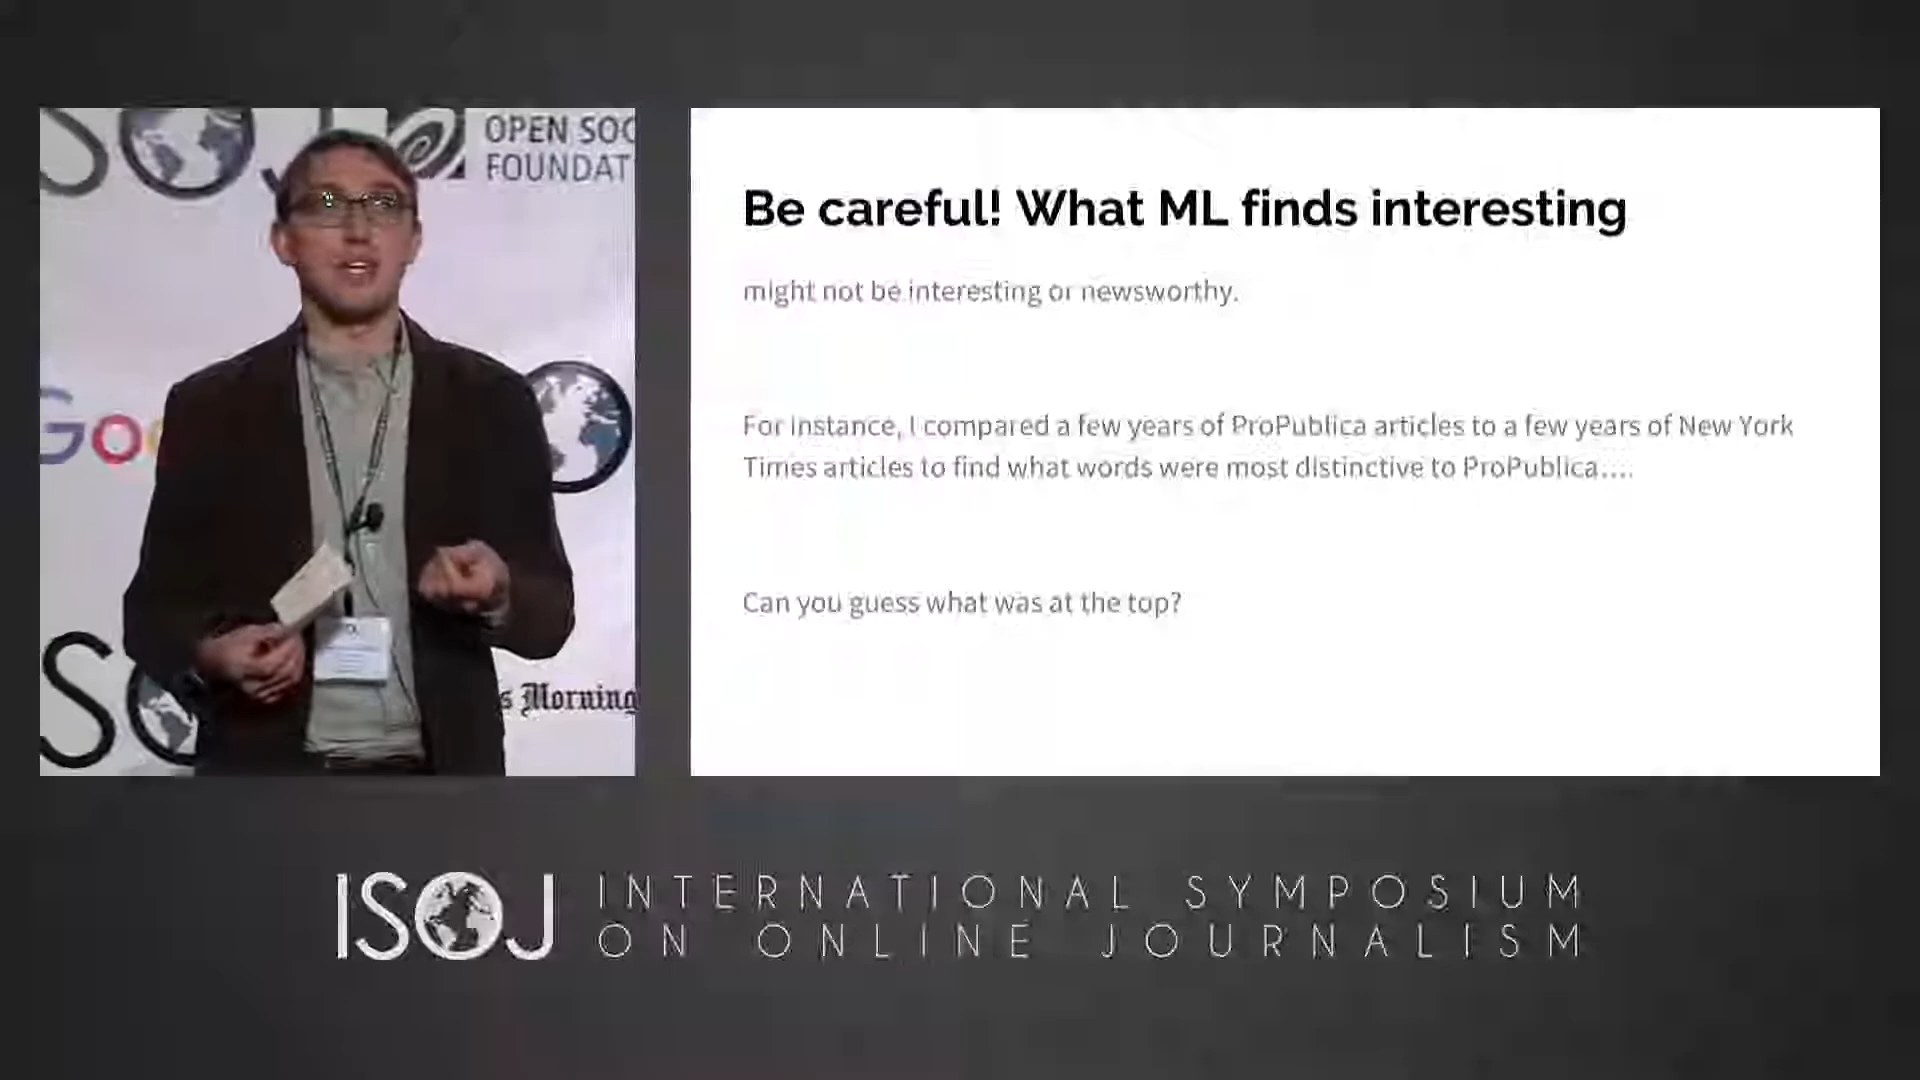 OPEN SOC
FOUNDAT
Goo
s Morning
Be careful! What ML finds interesting
might not be interesting or newsworthy.
For instance, I compared a few years of ProPublica articles to a few years of New York
Times articles to find what words were most distinctive to ProPublica....
Can you guess what was at the top?
ISOJ INTERNATIONAL SYMPOSIUM
ON ONLINE JOURNALISM